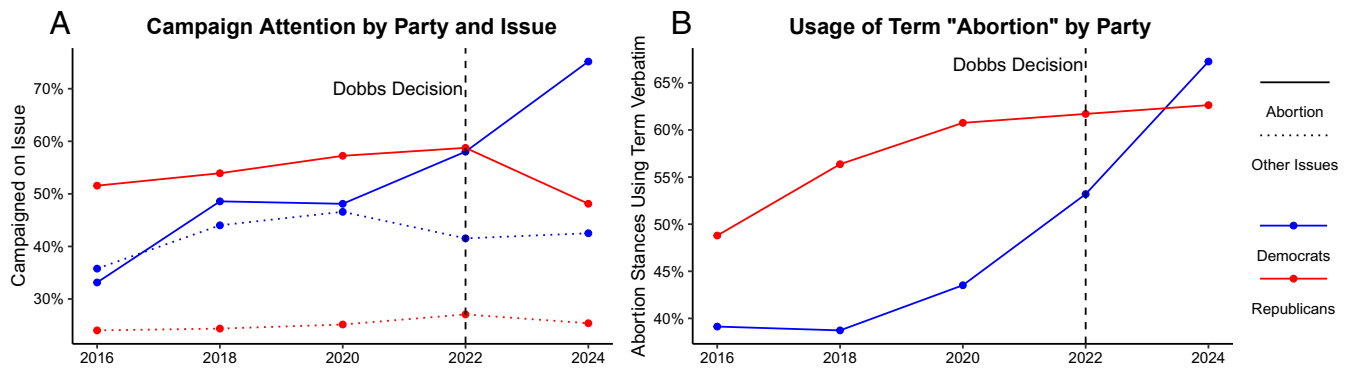 A
Campaign Attention by Party and Issue
Campaigned on Issue
70%
60%
50%
40%
30%
Dobbs Decision
2016
2018
2020
2022
2024
B
Usage of Term "Abortion" by Party
Abortion Stances Using Term Verbatim
65%
60%
55%
50%
45%
40%
Dobbs Decision
2016
2018
2020
2022
2024
Abortion
Other Issues
Democrats
Republicans